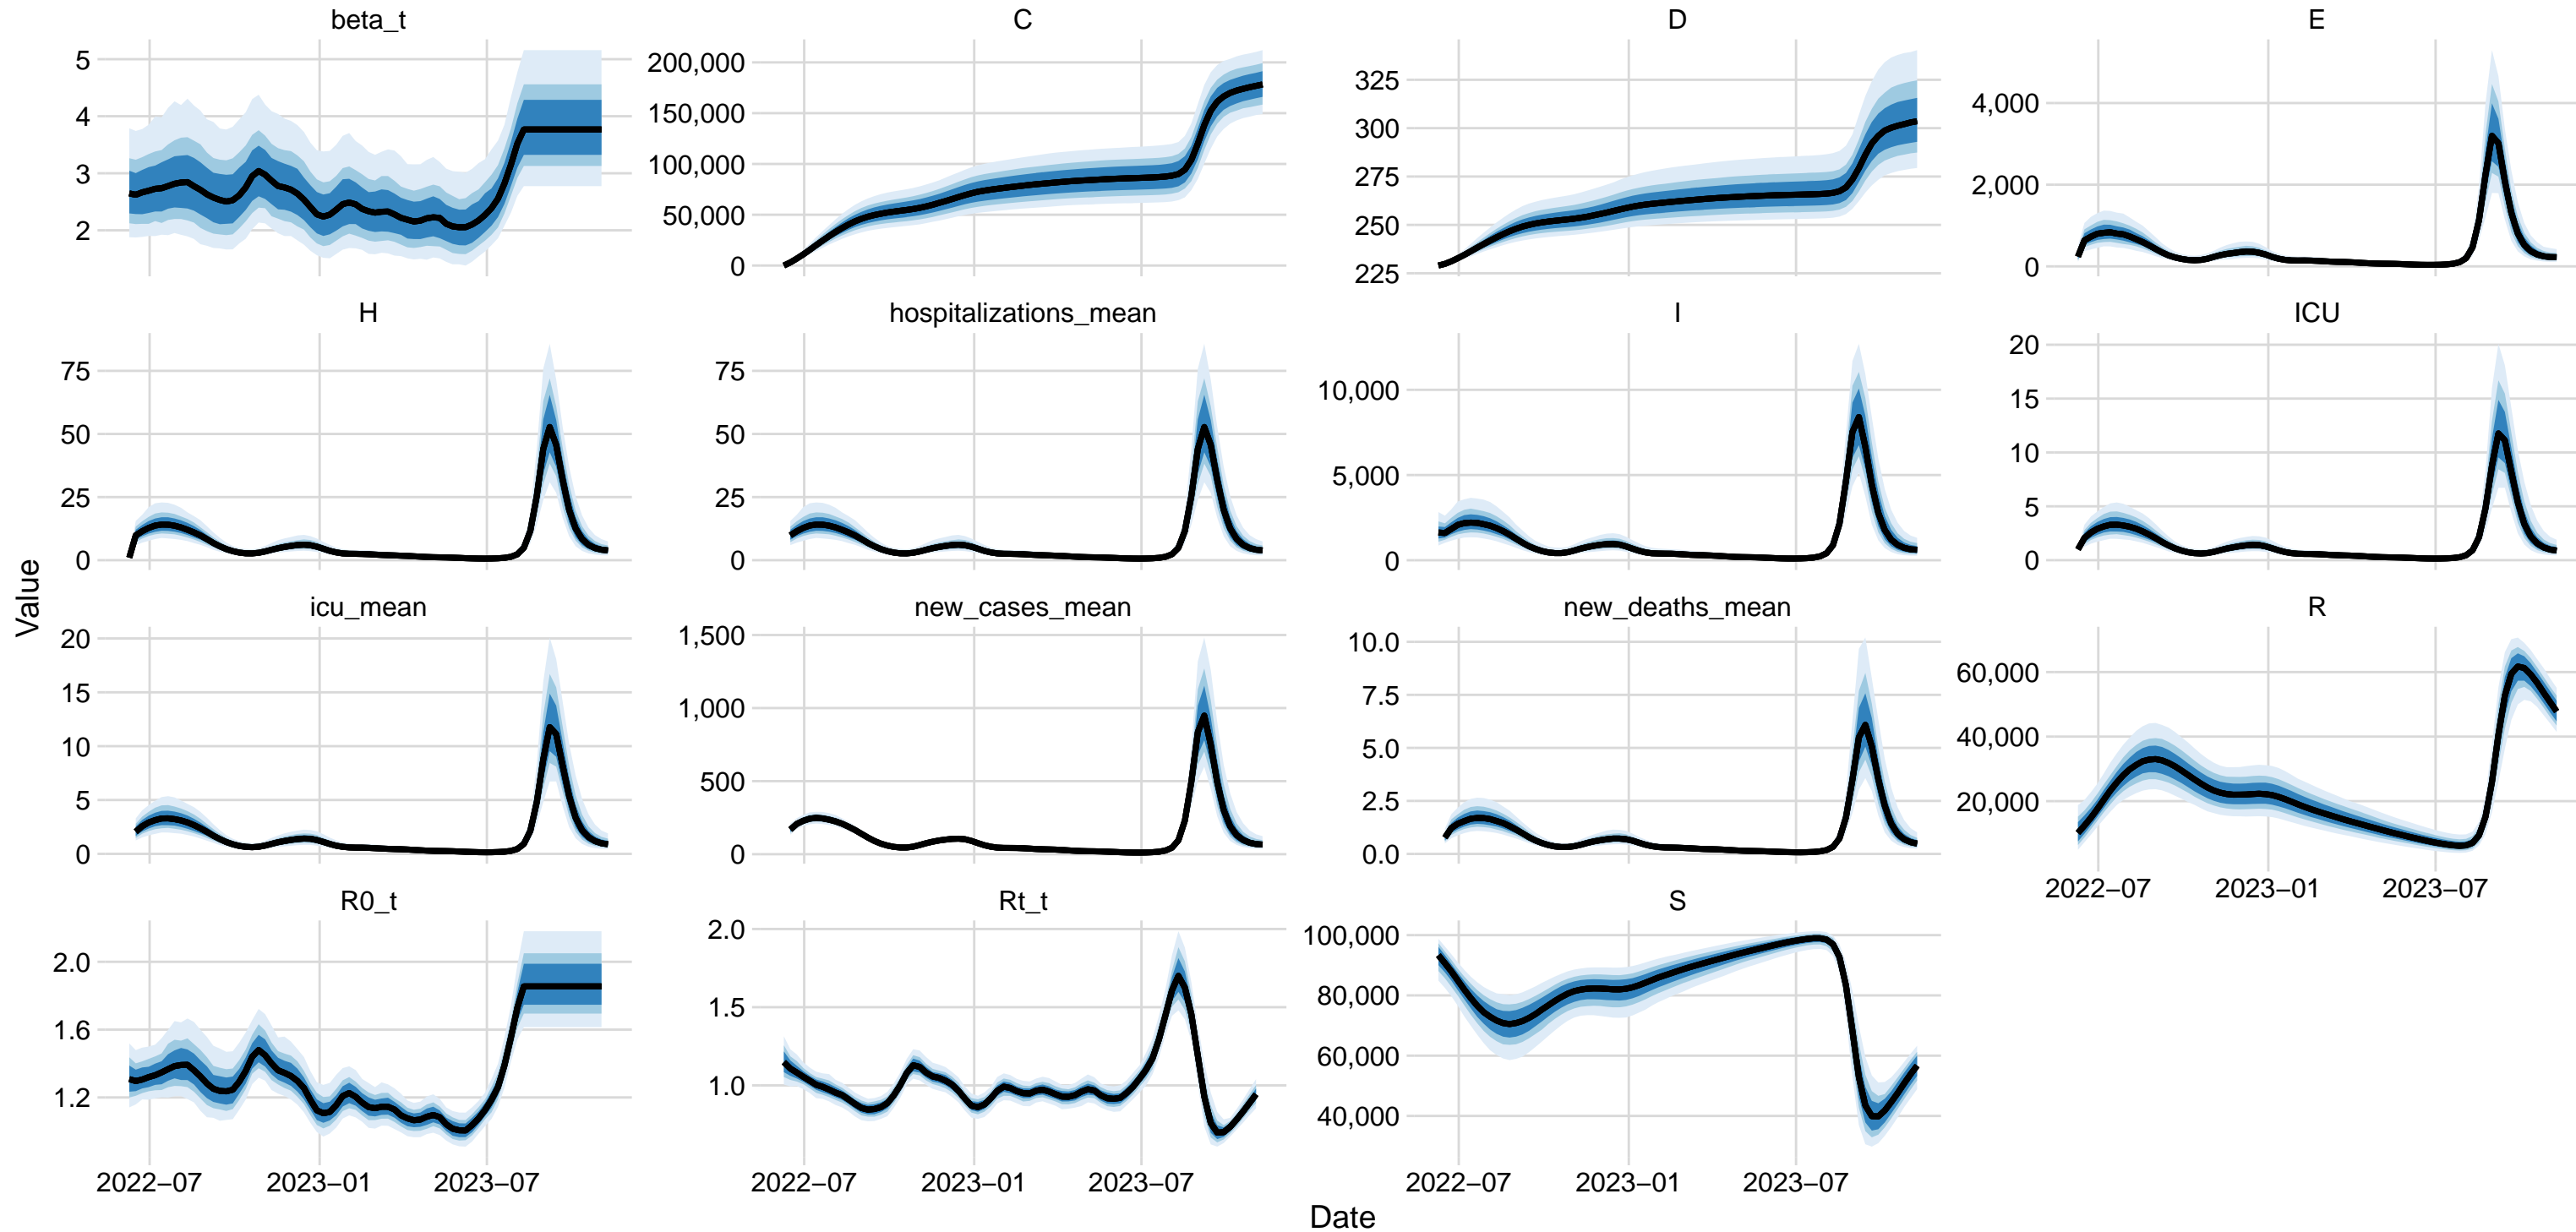 beta_t
C
D
E
5
4
3
2
200,000
150,000
100,000
50,000
0
325
300
275
250
225
4,000
2,000
0
H
hospitalizations_mean
I
ICU
75
50
25
0
75
50
25
0
10,000
5,000
0
20
15
10
5
0
Value
icu_mean
new_cases_mean
new_deaths_mean
R
20
15
10
5
0
1,500
1,000
500
0
10.0
7.5
5.0
2.5
0.0
60,000
40,000
20,000
2022−07 2023−01 2023−07
R0_t
Rt_t
S
2.0
1.6
1.2
2.0
1.5
1.0
100,000
80,000
60,000
40,000
2022−07 2023−01 2023−07
2022−07 2023−01 2023−07
2022−07 2023−01 2023−07
Date